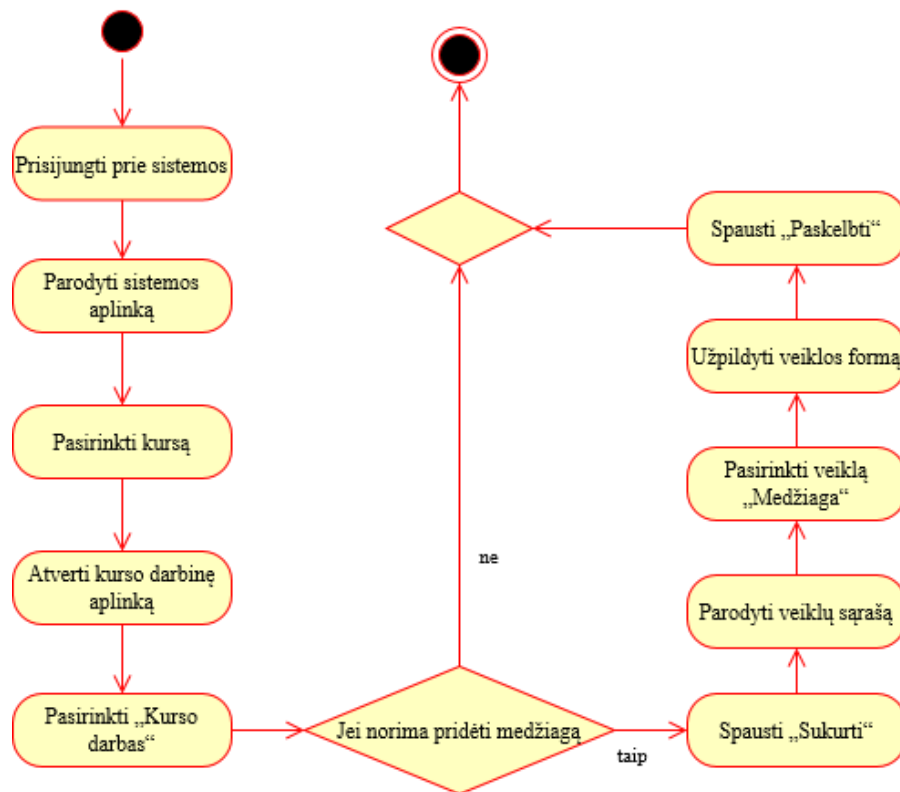 Prisijungti prie sistemos
Parodyti sistemos
aplinką
Pasirinkti kursą
Atverti kurso darbinę
aplinką
Pasirinkti „Kurso
darbas“
Jei norima pridėti medžiagą
ne
taip
Spausti „Sukurti“
Parodyti veiklų sąrašą
Pasirinkti veiklą
„Medžiaga“
Užpildyti veiklos formą
Spausti „Paskelbti“